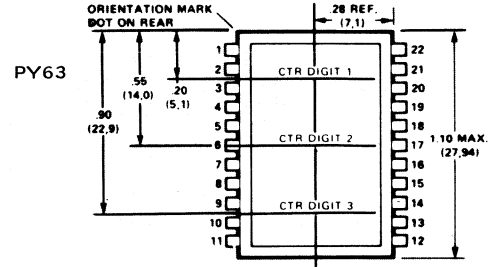 ORIENTATION MARK
DOT ON REAR
.28 REF.
(7,1)
PY63
.90
(22,9)
.55
(14,0)
.20
(5,1)
1 22
2 21
3 20
4 19
5 18
6 17
7 16
8 15
9 14
10 13
11 12
CTR DIGIT 1
CTR DIGIT 2
CTR DIGIT 3
1.10 MAX.
(27,94)